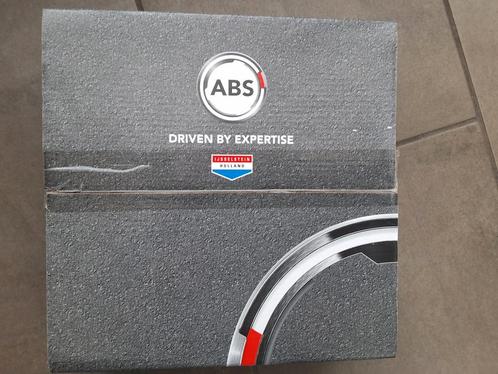 ABS
DRIVEN BY EXPERTISE
IJSSELSTEIN
HOLLAND